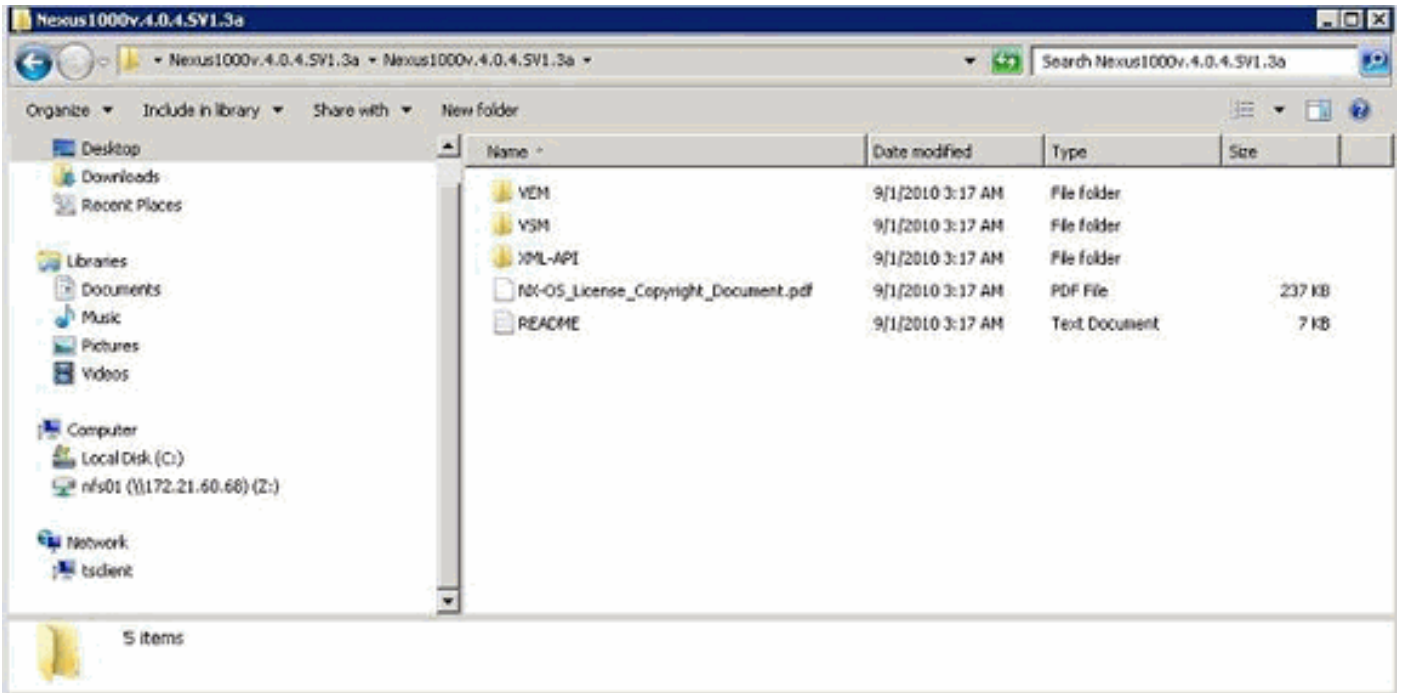 Nexus1000v.4.0.4.SV1.3a
Nexus1000v.4.0.4.SV1.3a Nexus1000v.4.0.4.SV1.3a
Search Nexus1000v.4.0.4.SV1.3a
Organize Include in library Share with New folder
Desktop
Downloads
Recent Places
Libraries
Documents
Music
Pictures
Videos
Computer
Local Disk (C:)
nfs01 (\\172.21.60.68) (Z:)
Network
tsclient
Name Date modified Type Size
VEM 9/1/2010 3:17 AM File folder
VSM 9/1/2010 3:17 AM File folder
XML-API 9/1/2010 3:17 AM File folder
NX-OS_License_Copyright_Document.pdf 9/1/2010 3:17 AM PDF File 237 KB
README 9/1/2010 3:17 AM Text Document 7 KB
5 items